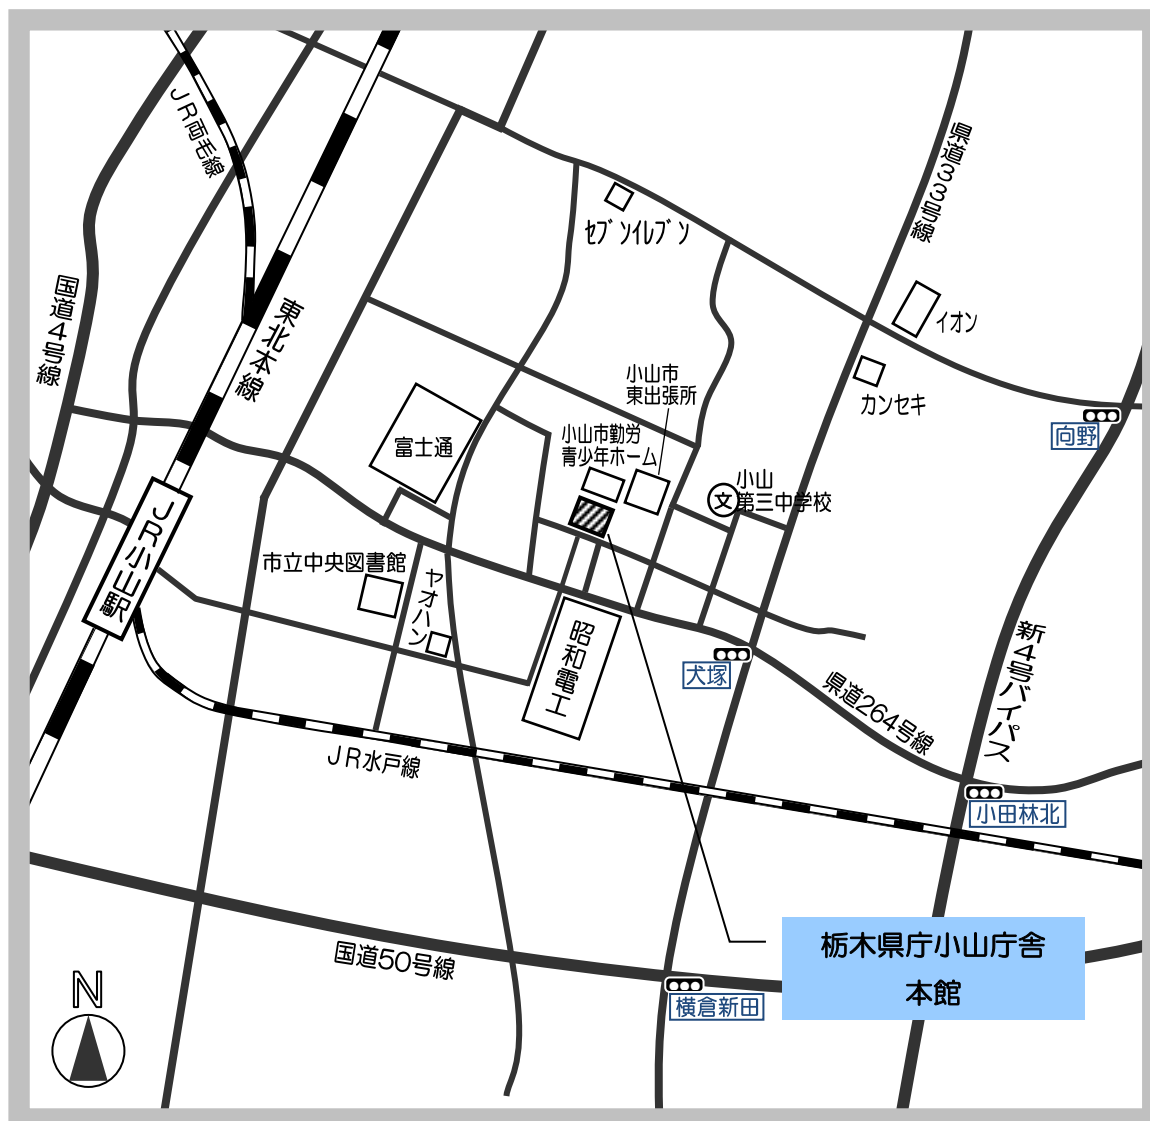 JR両毛線
県道33号線
セブンイレブン
国道4号線
東北本線
イオン
カンセキ
向野
小山市
東出張所
富士通
小山市勤労
青少年ホーム
文
小山
第三中学校
JR小山駅
市立中央図書館
ヤオハン
昭和電工
犬塚
新4号バイパス
県道264号線
JR水戸線
小田林北
国道50号線
栃木県庁小山庁舎
本館
N
横倉新田